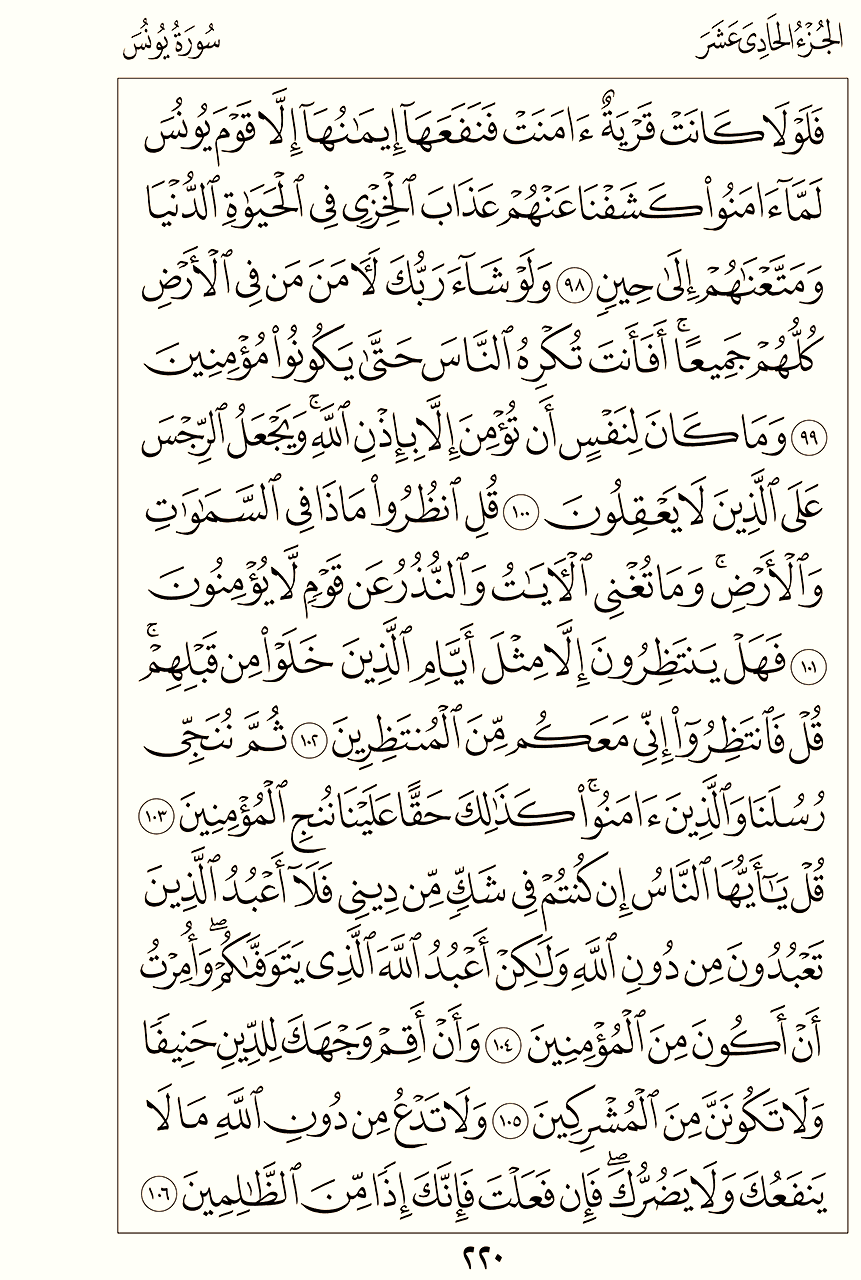 الجُزْءُ الحَادِىَ عَشَرَ
سُورَةُ يُونُسَ
فَلَوْلَا كَانَتْ قَرْيَةٌ ءَامَنَتْ فَنَفَعَهَآ إِيمَٰنُهَآ إِلَّا قَوْمَ يُونُسَ
لَمَّآ ءَامَنُوا۟ كَشَفْنَا عَنْهُمْ عَذَابَ ٱلْخِزْىِ فِى ٱلْحَيَوٰةِ ٱلدُّنْيَا
وَمَتَّعْنَٰهُمْ إِلَىٰ حِينٍ ٩٨ وَلَوْ شَآءَ رَبُّكَ لَءَامَنَ مَن فِى ٱلْأَرْضِ
كُلُّهُمْ جَمِيعًا ۚ أَفَأَنتَ تُكْرِهُ ٱلنَّاسَ حَتَّىٰ يَكُونُوا۟ مُؤْمِنِينَ
٩٩ وَمَا كَانَ لِنَفْسٍ أَن تُؤْمِنَ إِلَّا بِإِذْنِ ٱللَّهِ ۚ وَيَجْعَلُ ٱلرِّجْسَ
عَلَى ٱلَّذِينَ لَا يَعْقِلُونَ ١٠٠ قُلِ ٱنظُرُوا۟ مَاذَا فِى ٱلسَّمَٰوَٰتِ
وَٱلْأَرْضِ ۚ وَمَا تُغْنِى ٱلْءَايَٰتُ وَٱلنُّذُرُ عَن قَوْمٍ لَّا يُؤْمِنُونَ
١٠١ فَهَلْ يَنتَظِرُونَ إِلَّا مِثْلَ أَيَّامِ ٱلَّذِينَ خَلَوْا۟ مِن قَبْلِهِمْ ۚ
قُلْ فَٱنتَظِرُوٓا۟ إِنِّى مَعَكُم مِّنَ ٱلْمُنتَظِرِينَ ١٠٢ ثُمَّ نُنَجِّى
رُسُلَنَا وَٱلَّذِينَ ءَامَنُوا۟ ۚ كَذَٰلِكَ حَقًّا عَلَيْنَا نُنجِ ٱلْمُؤْمِنِينَ ١٠٣
قُلْ يَٰٓأَيُّهَا ٱلنَّاسُ إِن كُنتُمْ فِى شَكٍّ مِّن دِينِى فَلَآ أَعْبُدُ ٱلَّذِينَ
تَعْبُدُونَ مِن دُونِ ٱللَّهِ وَلَٰكِنْ أَعْبُدُ ٱللَّهَ ٱلَّذِى يَتَوَفَّىٰكُمْ ۖ وَأُمِرْتُ
أَنْ أَكُونَ مِنَ ٱلْمُؤْمِنِينَ ١٠٤ وَأَنْ أَقِمْ وَجْهَكَ لِلدِّينِ حَنِيفًا
وَلَا تَكُونَنَّ مِنَ ٱلْمُشْرِكِينَ ١٠٥ وَلَا تَدْعُ مِن دُونِ ٱللَّهِ مَا لَا
يَنفَعُكَ وَلَا يَضُرُّكَ ۖ فَإِن فَعَلْتَ فَإِنَّكَ إِذًا مِّنَ ٱلظَّٰلِمِينَ ١٠٦
٢٢٠